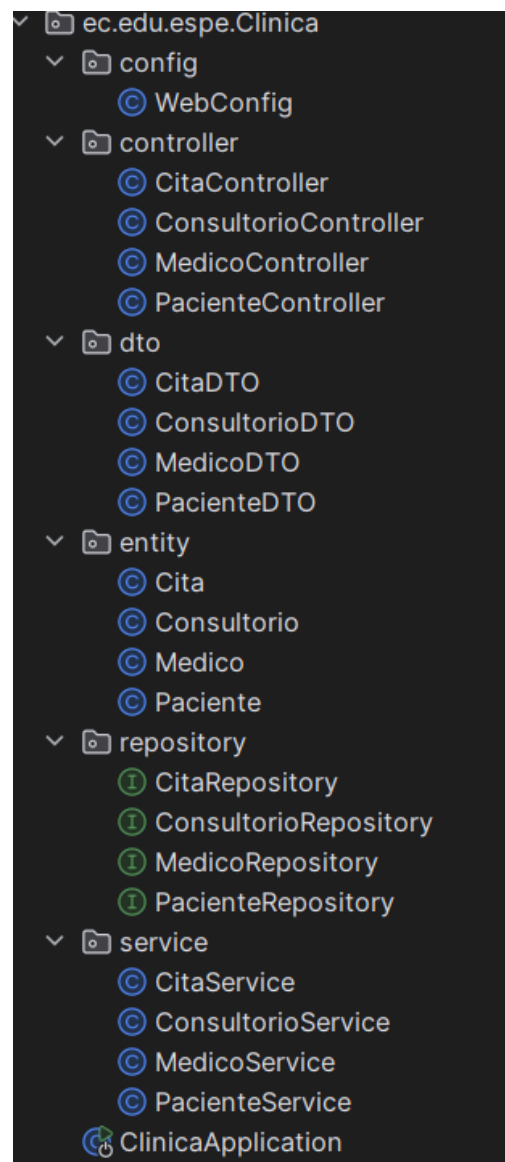 ec.edu.espe.Clinica
config
WebConfig
controller
CitaController
ConsultorioController
MedicoController
PacienteController
dto
CitaDTO
ConsultorioDTO
MedicoDTO
PacienteDTO
entity
Cita
Consultorio
Medico
Paciente
repository
CitaRepository
ConsultorioRepository
MedicoRepository
PacienteRepository
service
CitaService
ConsultorioService
MedicoService
PacienteService
ClinicaApplication